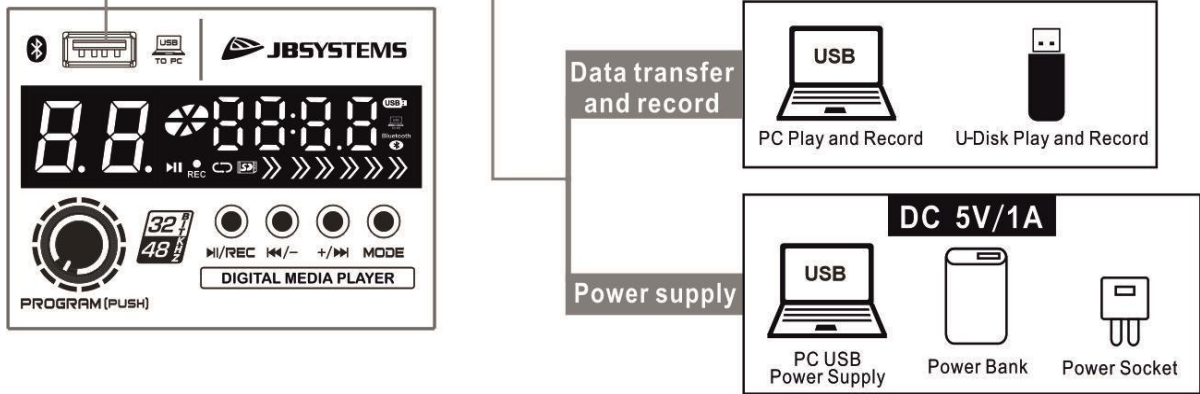 USB
TO PC
JBSYSTEMS
88.
88:8.8
USB
Bluetooth
REC
SD
32 BIT
48 KHZ
/REC
/-
+/
MODE
DIGITAL MEDIA PLAYER
PROGRAM (PUSH)
Data transfer
and record
USB
PC Play and Record
U-Disk Play and Record
Power supply
DC 5V/1A
USB
PC USB
Power Supply
Power Bank
Power Socket